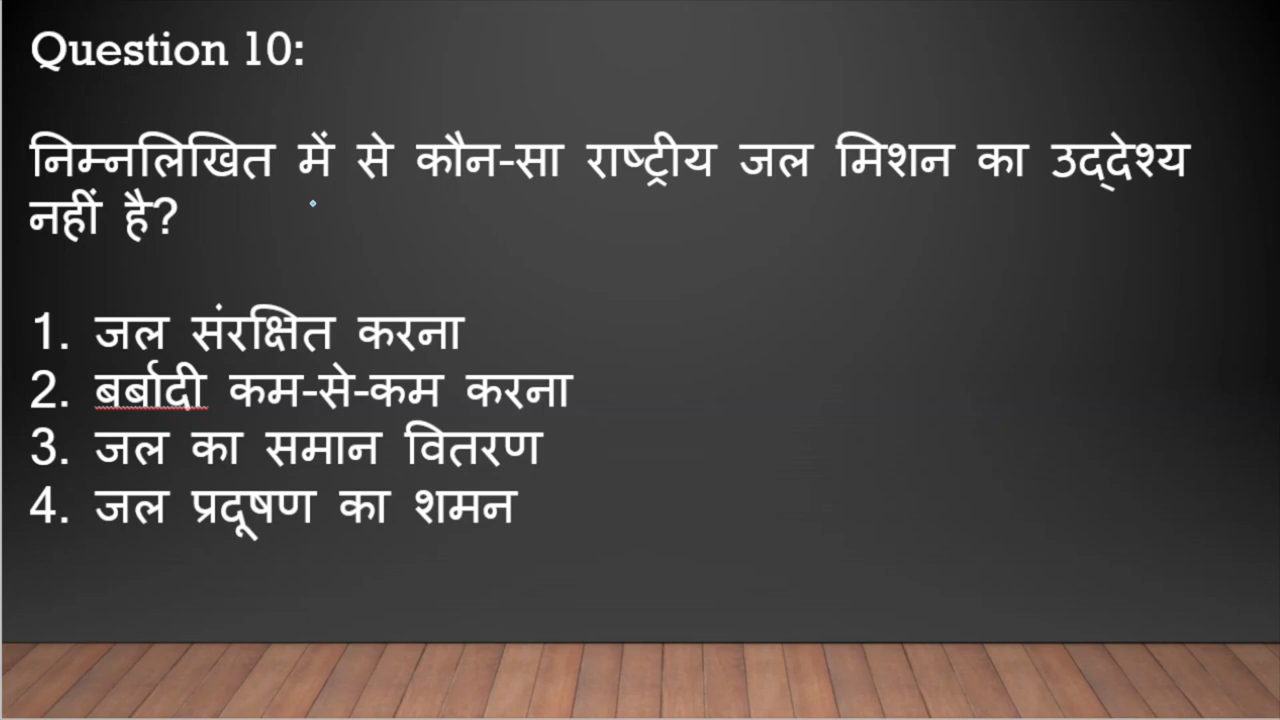 Question 10:
निम्नलिखित में से कौन-सा राष्ट्रीय जल मिशन का उद्देश्य
नहीं है?
1. जल संरक्षित करना
2. बर्बादी कम-से-कम करना
3. जल का समान वितरण
4. जल प्रदूषण का शमन